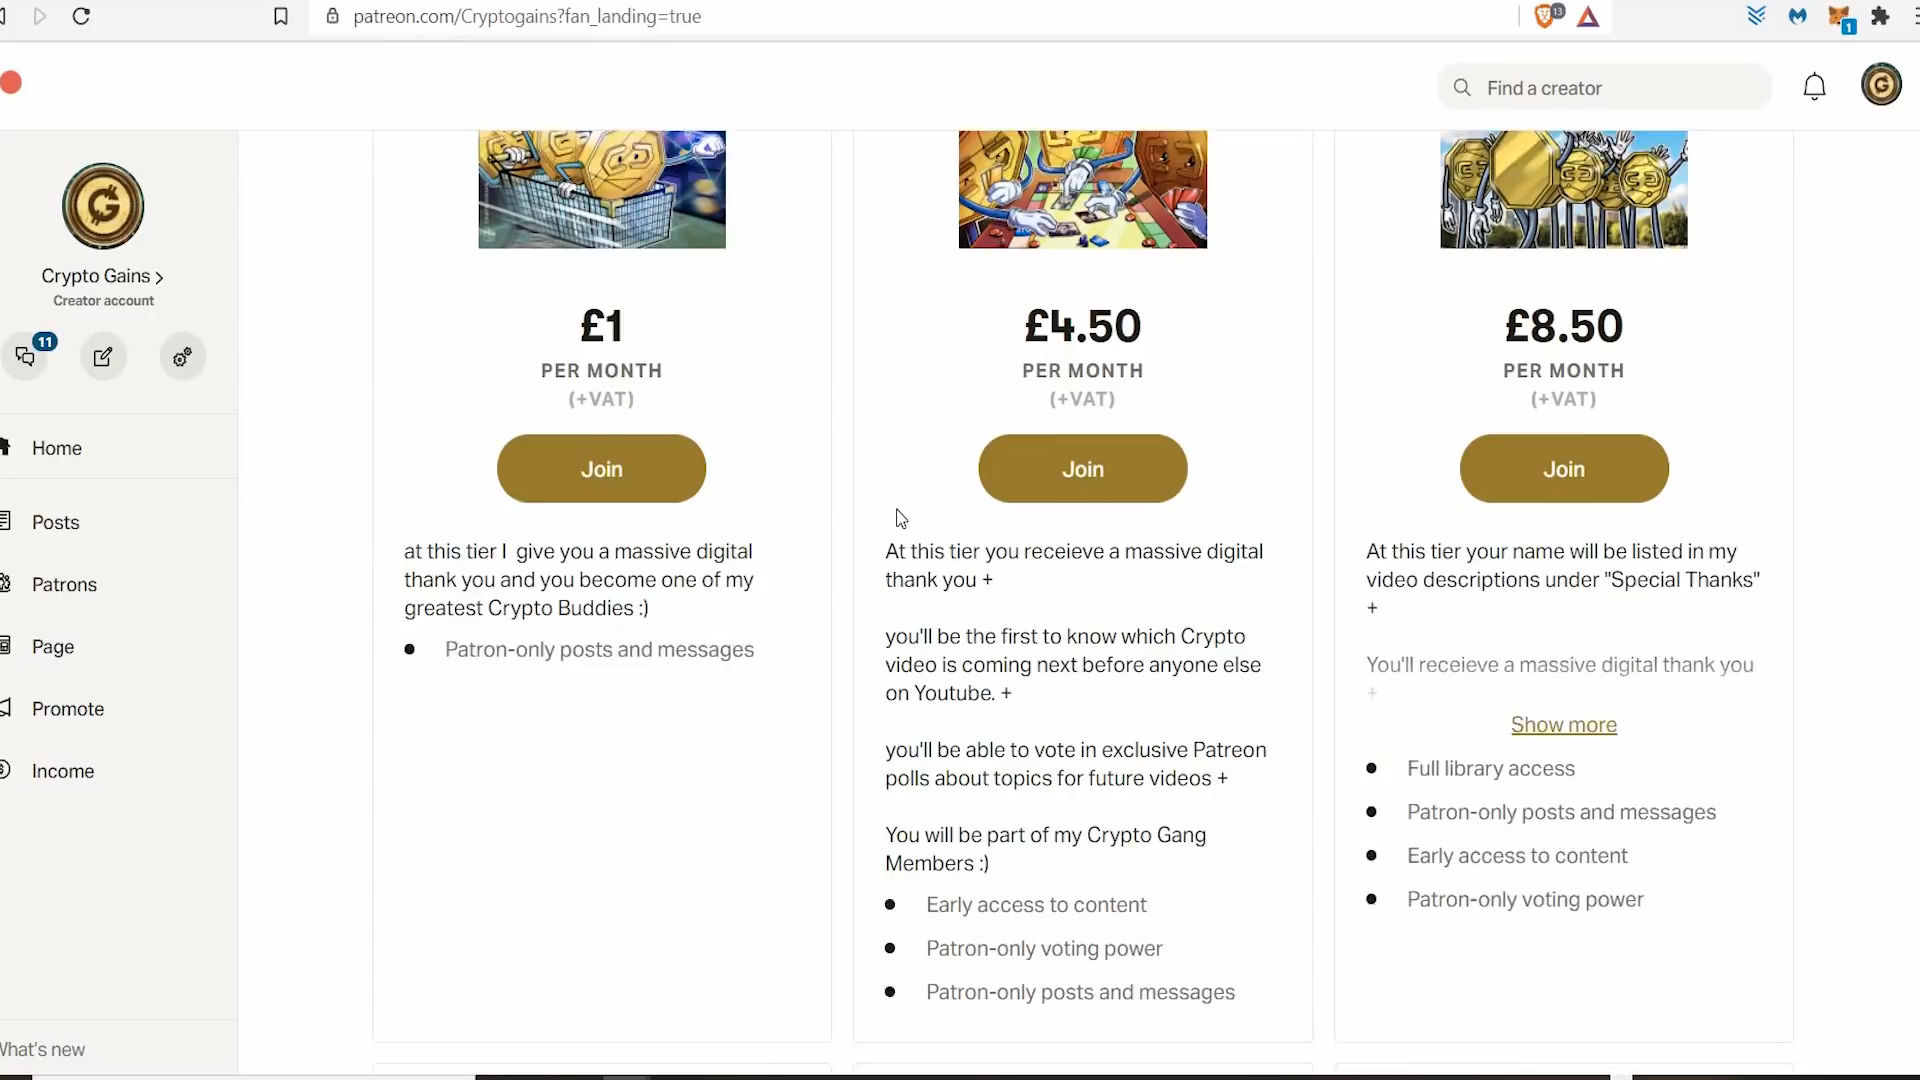 patreon.com/Cryptogains?fan_landing=true
13
1
Find a creator
Crypto Gains
Creator account
11
Home
Posts
Patrons
Page
Promote
Income
What's new
£1
PER MONTH
(+VAT)
Join
at this tier I give you a massive digital
thank you and you become one of my
greatest Crypto Buddies :)
Patron-only posts and messages
£4.50
PER MONTH
(+VAT)
Join
At this tier you receieve a massive digital
thank you +
you'll be the first to know which Crypto
video is coming next before anyone else
on Youtube. +
you'll be able to vote in exclusive Patreon
polls about topics for future videos +
You will be part of my Crypto Gang
Members :)
Early access to content
Patron-only voting power
Patron-only posts and messages
£8.50
PER MONTH
(+VAT)
Join
At this tier your name will be listed in my
video descriptions under "Special Thanks"
+
You'll receieve a massive digital thank you
+
Show more
Full library access
Patron-only posts and messages
Early access to content
Patron-only voting power